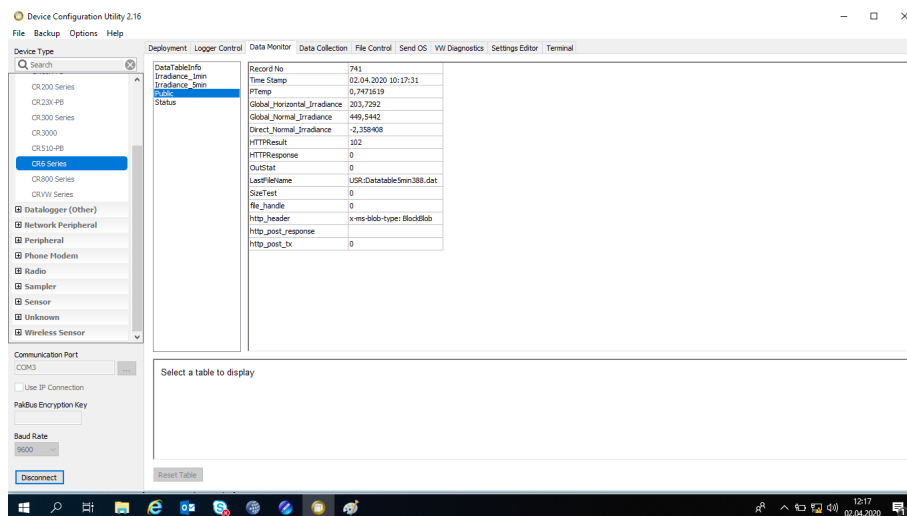 Device Configuration Utility 2.16
File Backup Options Help
Device Type
Search
CR200 Series
CR23X-PB
CR300 Series
CR3000
CR510-PB
CR6 Series
CR800 Series
CRVW Series
Datalogger (Other)
Network Peripheral
Peripheral
Phone Modem
Radio
Sampler
Sensor
Unknown
Wireless Sensor
Communication Port
COM3
...
Use IP Connection
PakBus Encryption Key
Baud Rate
9600
Disconnect
Deployment Logger Control Data Monitor Data Collection File Control Send OS VW Diagnostics Settings Editor Terminal
DataTableInfo
Irradiance_1min
Irradiance_5min
Public
Status
Record No 741
Time Stamp 02.04.2020 10:17:31
PTemp 0,7471619
Global_Horizontal_Irradiance 203,7292
Global_Normal_Irradiance 449,5442
Direct_Normal_Irradiance -2,358408
HTTPResult 102
HTTPResponse 0
OutStat 0
LastFileName USR:Datatable5min388.dat
SizeTest 0
file_handle 0
http_header x-ms-blob-type: BlockBlob
http_post_response
http_post_tx 0
Select a table to display
Reset Table
12:17
02.04.2020